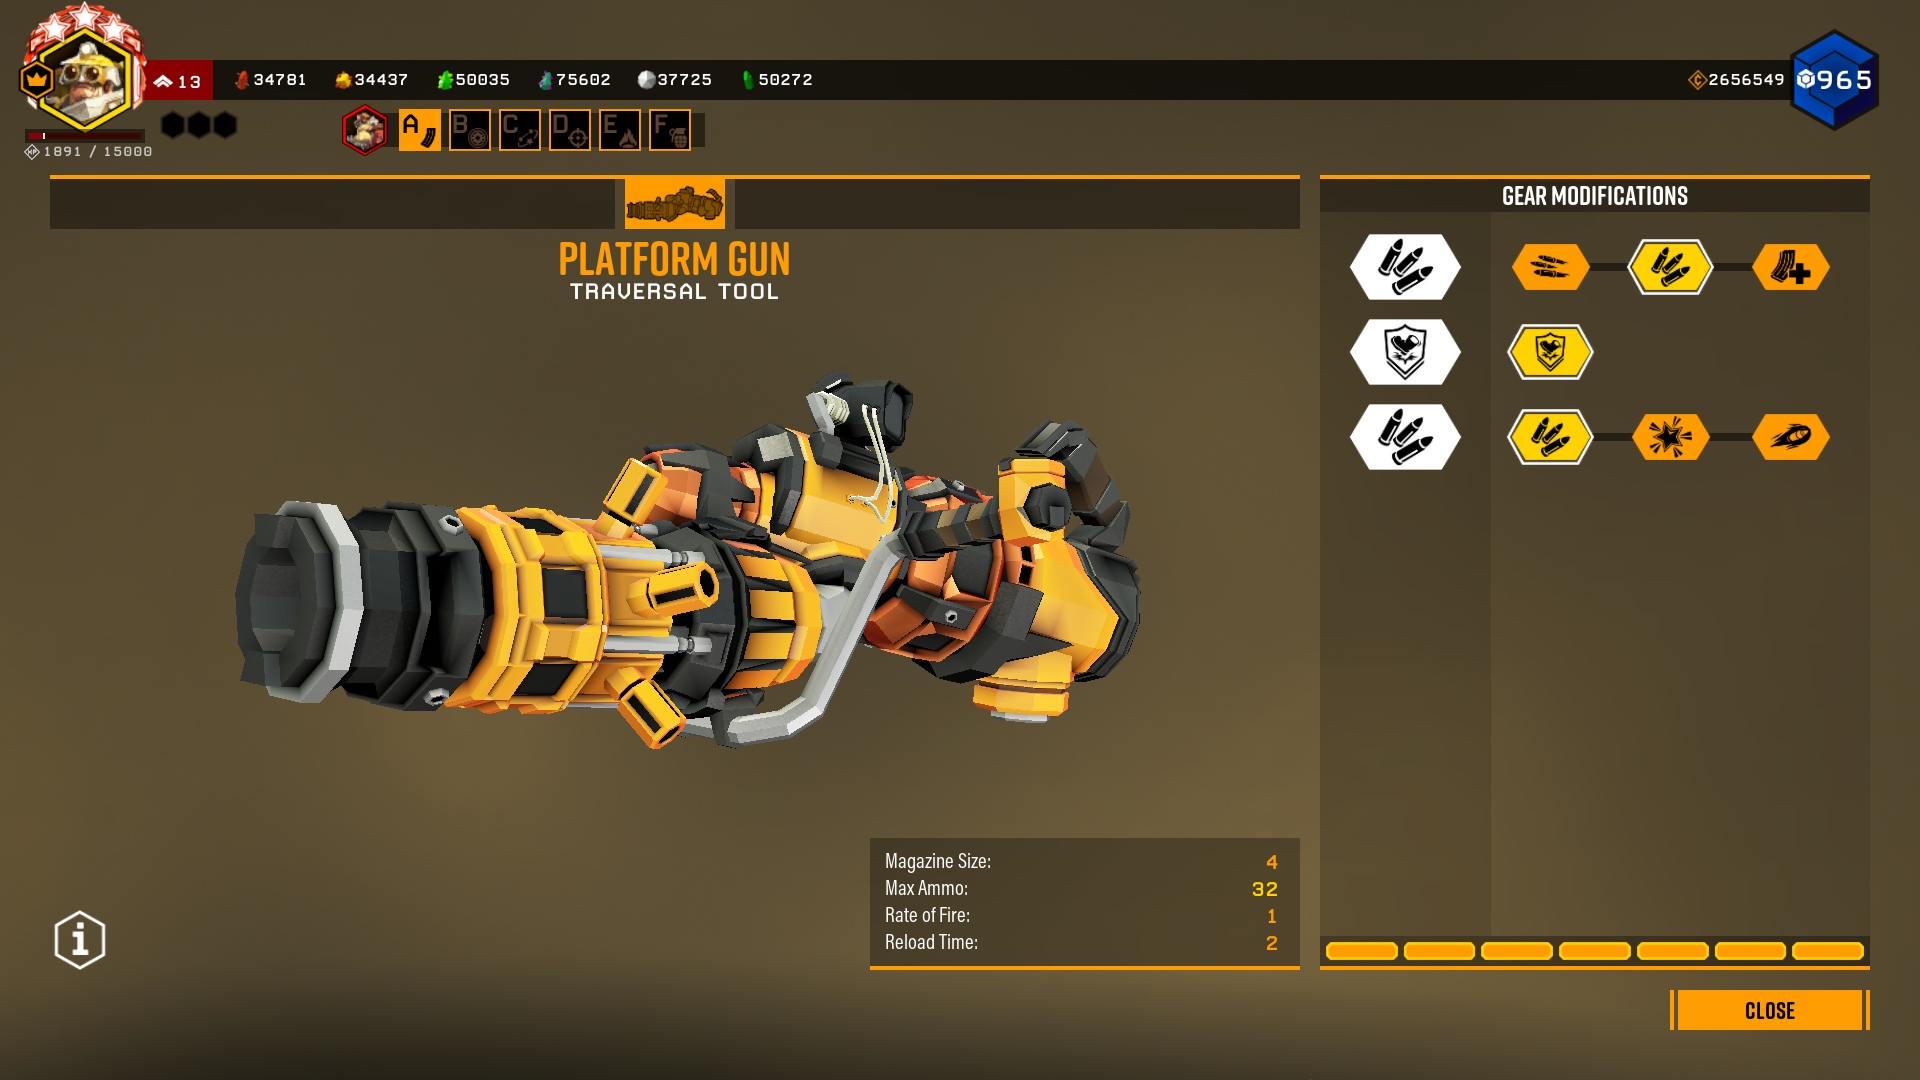 13
34781
34437
50035
75602
37725
50272
2656549
965
1891 / 15000
A
B
C
D
E
F
GEAR MODIFICATIONS
PLATFORM GUN
TRAVERSAL TOOL
Magazine Size: 4
Max Ammo: 32
Rate of Fire: 1
Reload Time: 2
CLOSE